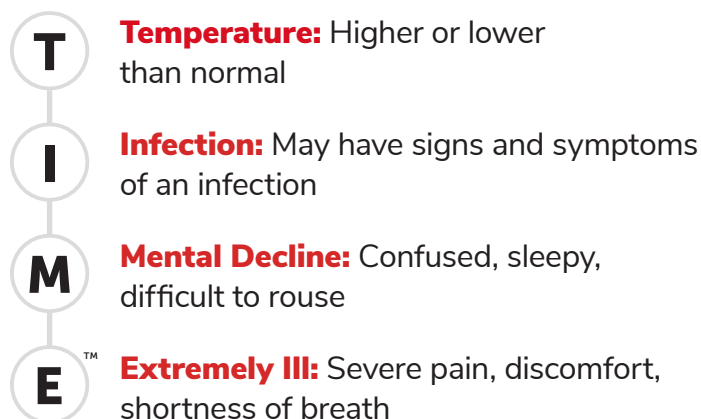 T
Temperature: Higher or lower
than normal
I
Infection: May have signs and symptoms
of an infection
M
Mental Decline: Confused, sleepy,
difficult to rouse
E™
Extremely Ill: Severe pain, discomfort,
shortness of breath